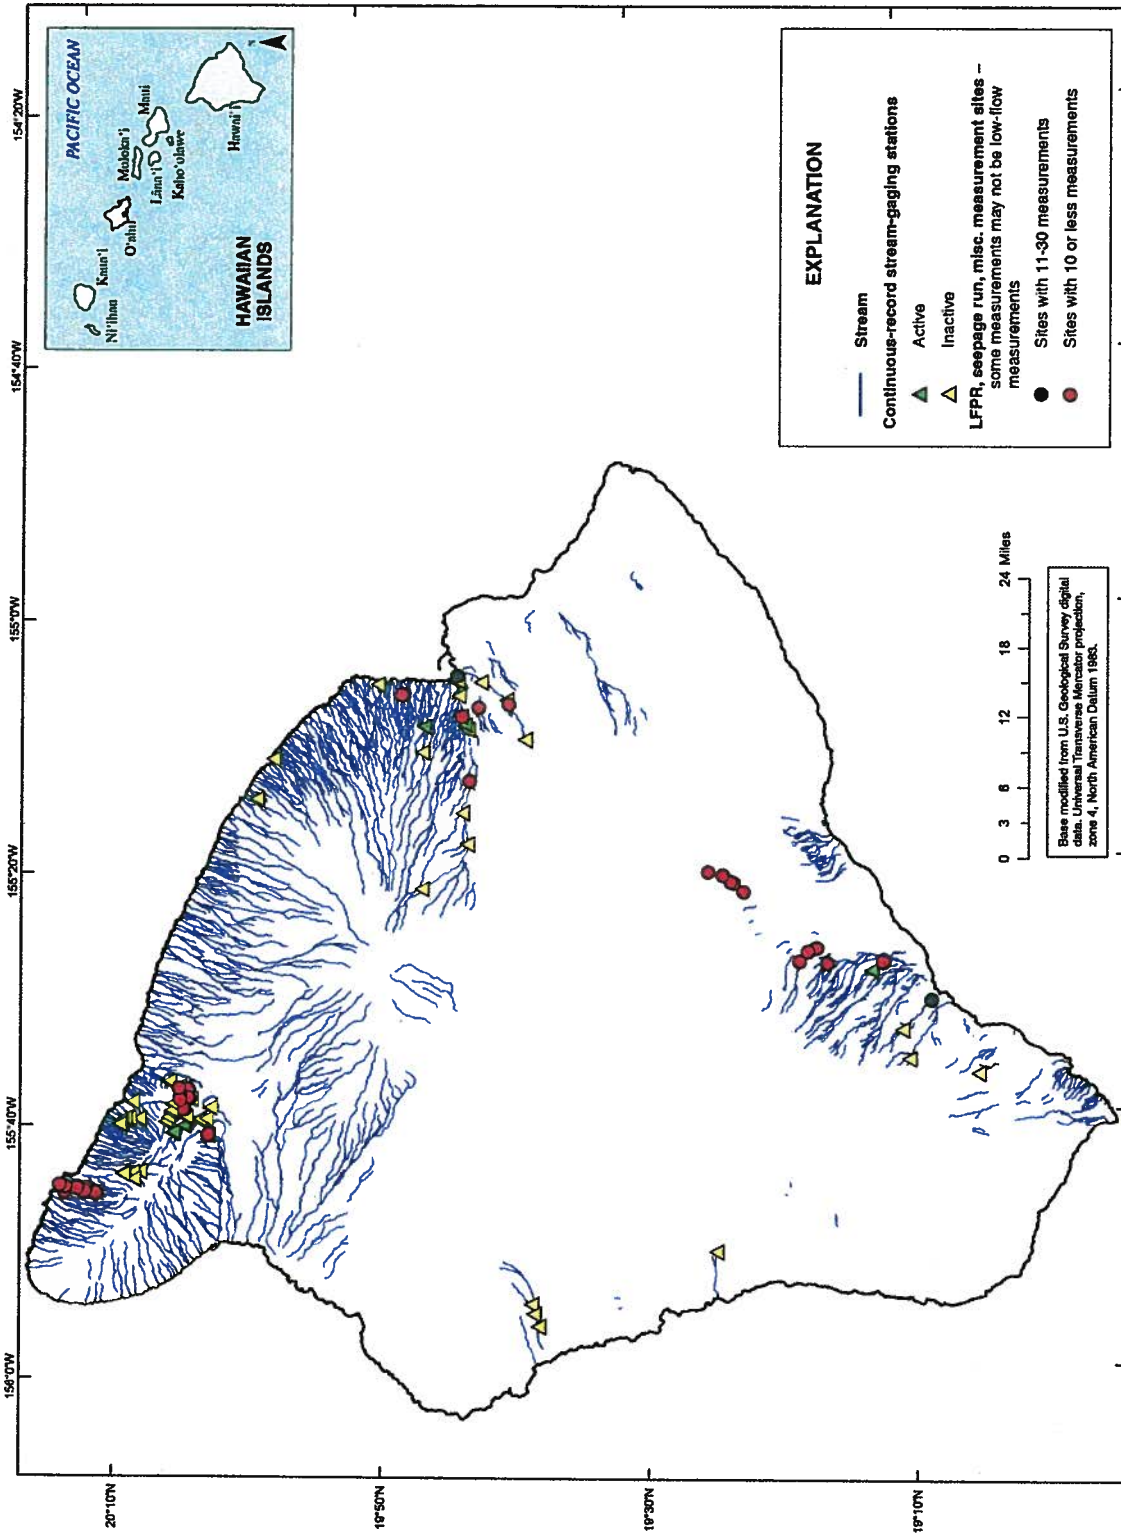 156°0'W
155°40'W
155°20'W
155°0'W
154°40'W
154°20'W
20°10'N
19°50'N
19°30'N
19°10'N
PACIFIC OCEAN
Ni'ihau
Kaua'i
O'ahu
Moloka'i
Lāna'i
Maui
Kaho'olawe
Hawai'i
HAWAIIAN
ISLANDS
N
EXPLANATION
Stream
Continuous-record stream-gaging stations
Active
Inactive
LFPR, seepage run, misc. measurement sites –
some measurements may not be low-flow
measurements
Sites with 11-30 measurements
Sites with 10 or less measurements
0 3 6 12 18 24 Miles
Base modified from U.S. Geological Survey digital
data. Universal Transverse Mercator projection,
zone 4, North American Datum 1983.